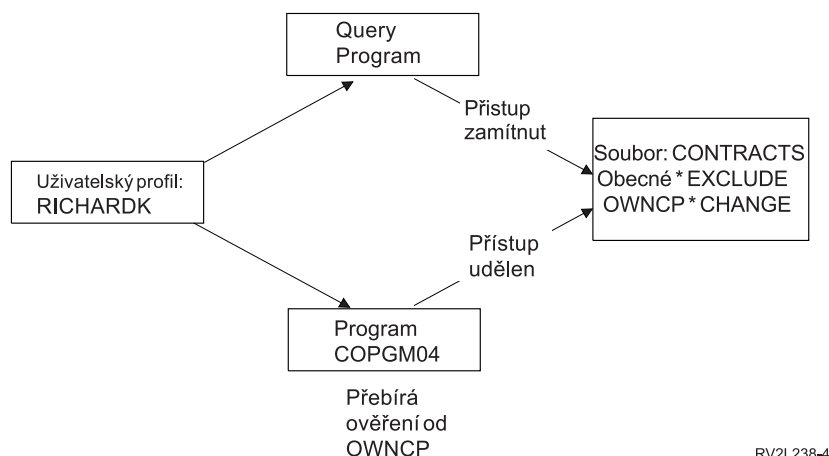 Query
Program
Přistup
zamítnut
Soubor: CONTRACTS
Obecné * EXCLUDE
OWNCP * CHANGE
Uživatelský profil:
RICHARDK
Přístup
udělen
Program
COPGM04
Přebírá
ověření od
OWNCP
RV2L238-4